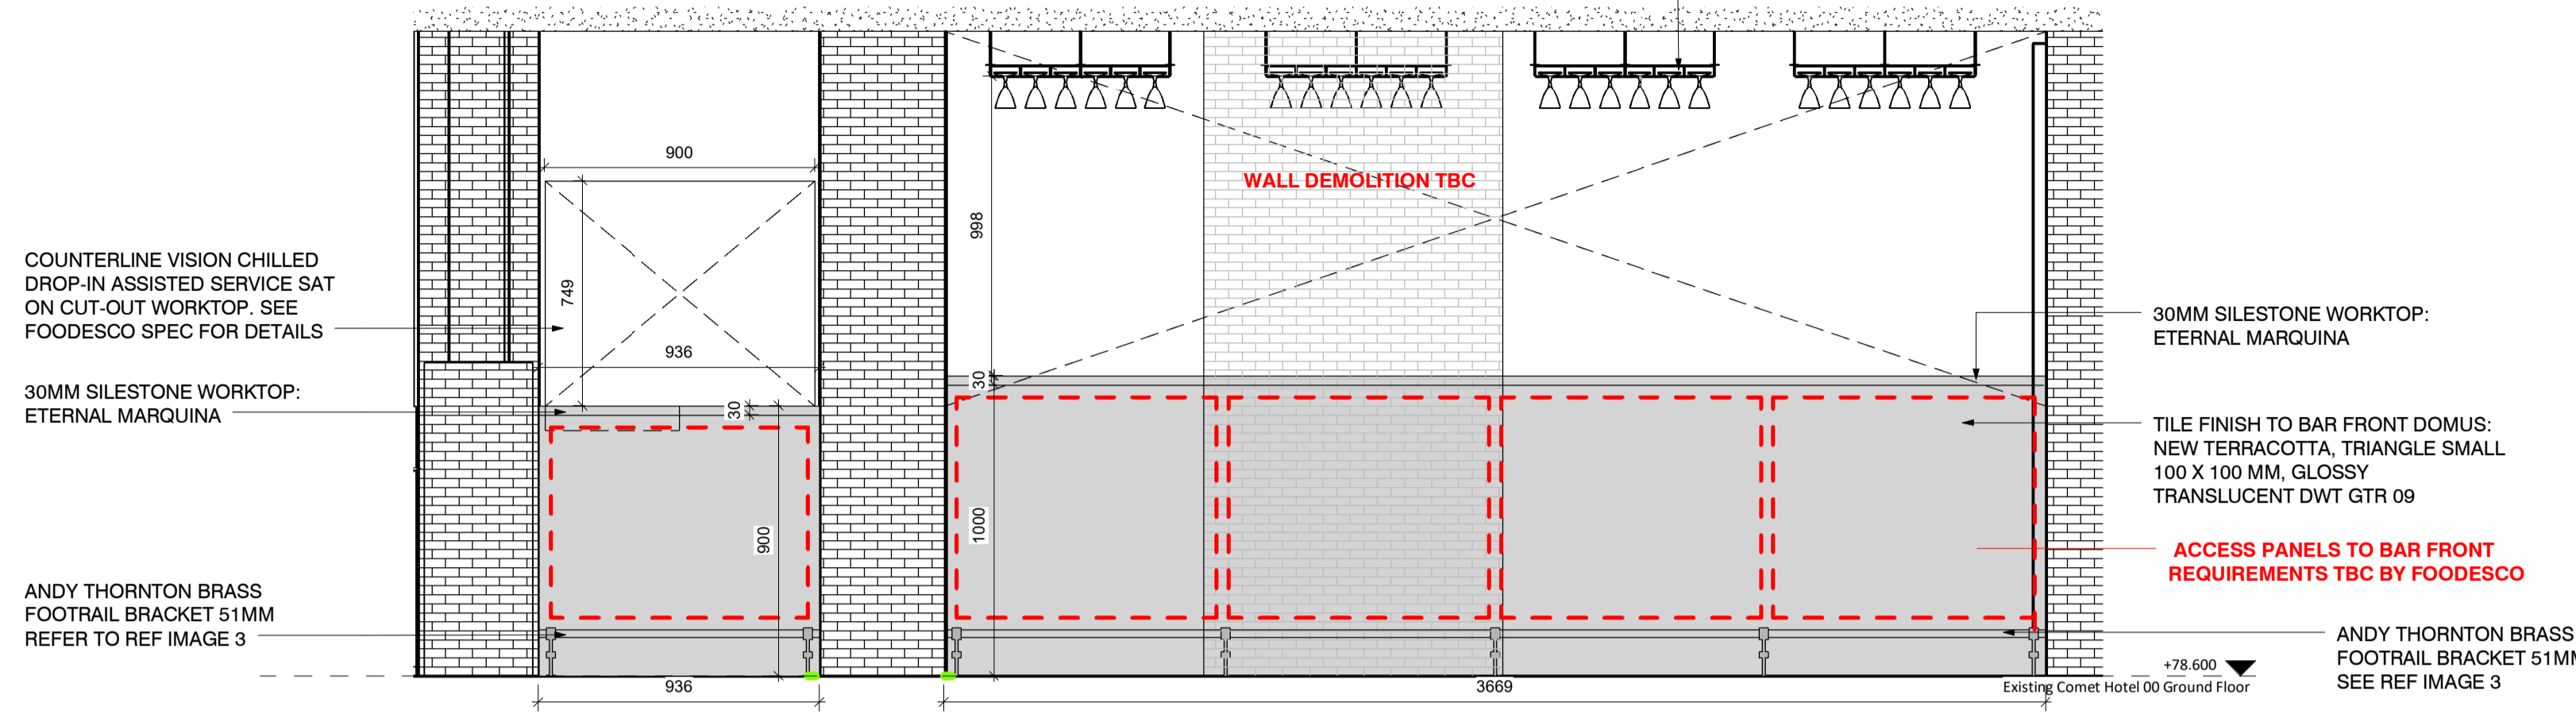 900
WALL DEMOLITION TBC
998
COUNTERLINE VISION CHILLED
DROP-IN ASSISTED SERVICE SAT
ON CUT-OUT WORKTOP. SEE
FOODESCO SPEC FOR DETAILS
749
936
30MM SILESTONE WORKTOP:
ETERNAL MARQUINA
30
30
30MM SILESTONE WORKTOP:
ETERNAL MARQUINA
TILE FINISH TO BAR FRONT DOMUS:
NEW TERRACOTTA, TRIANGLE SMALL
100 X 100 MM, GLOSSY
TRANSLUCENT DWT GTR 09
900
1000
ACCESS PANELS TO BAR FRONT
REQUIREMENTS TBC BY FOODESCO
ANDY THORNTON BRASS
FOOTRAIL BRACKET 51MM
REFER TO REF IMAGE 3
ANDY THORNTON BRASS
FOOTRAIL BRACKET 51M
SEE REF IMAGE 3
+78.600
Existing Comet Hotel 00 Ground Floor
936
3669